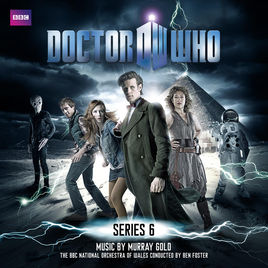 BBC
DOCTOR WHO
SERIES 6
MUSIC BY MURRAY GOLD
THE BBC NATIONAL ORCHESTRA OF WALES CONDUCTED BY BEN FOSTER